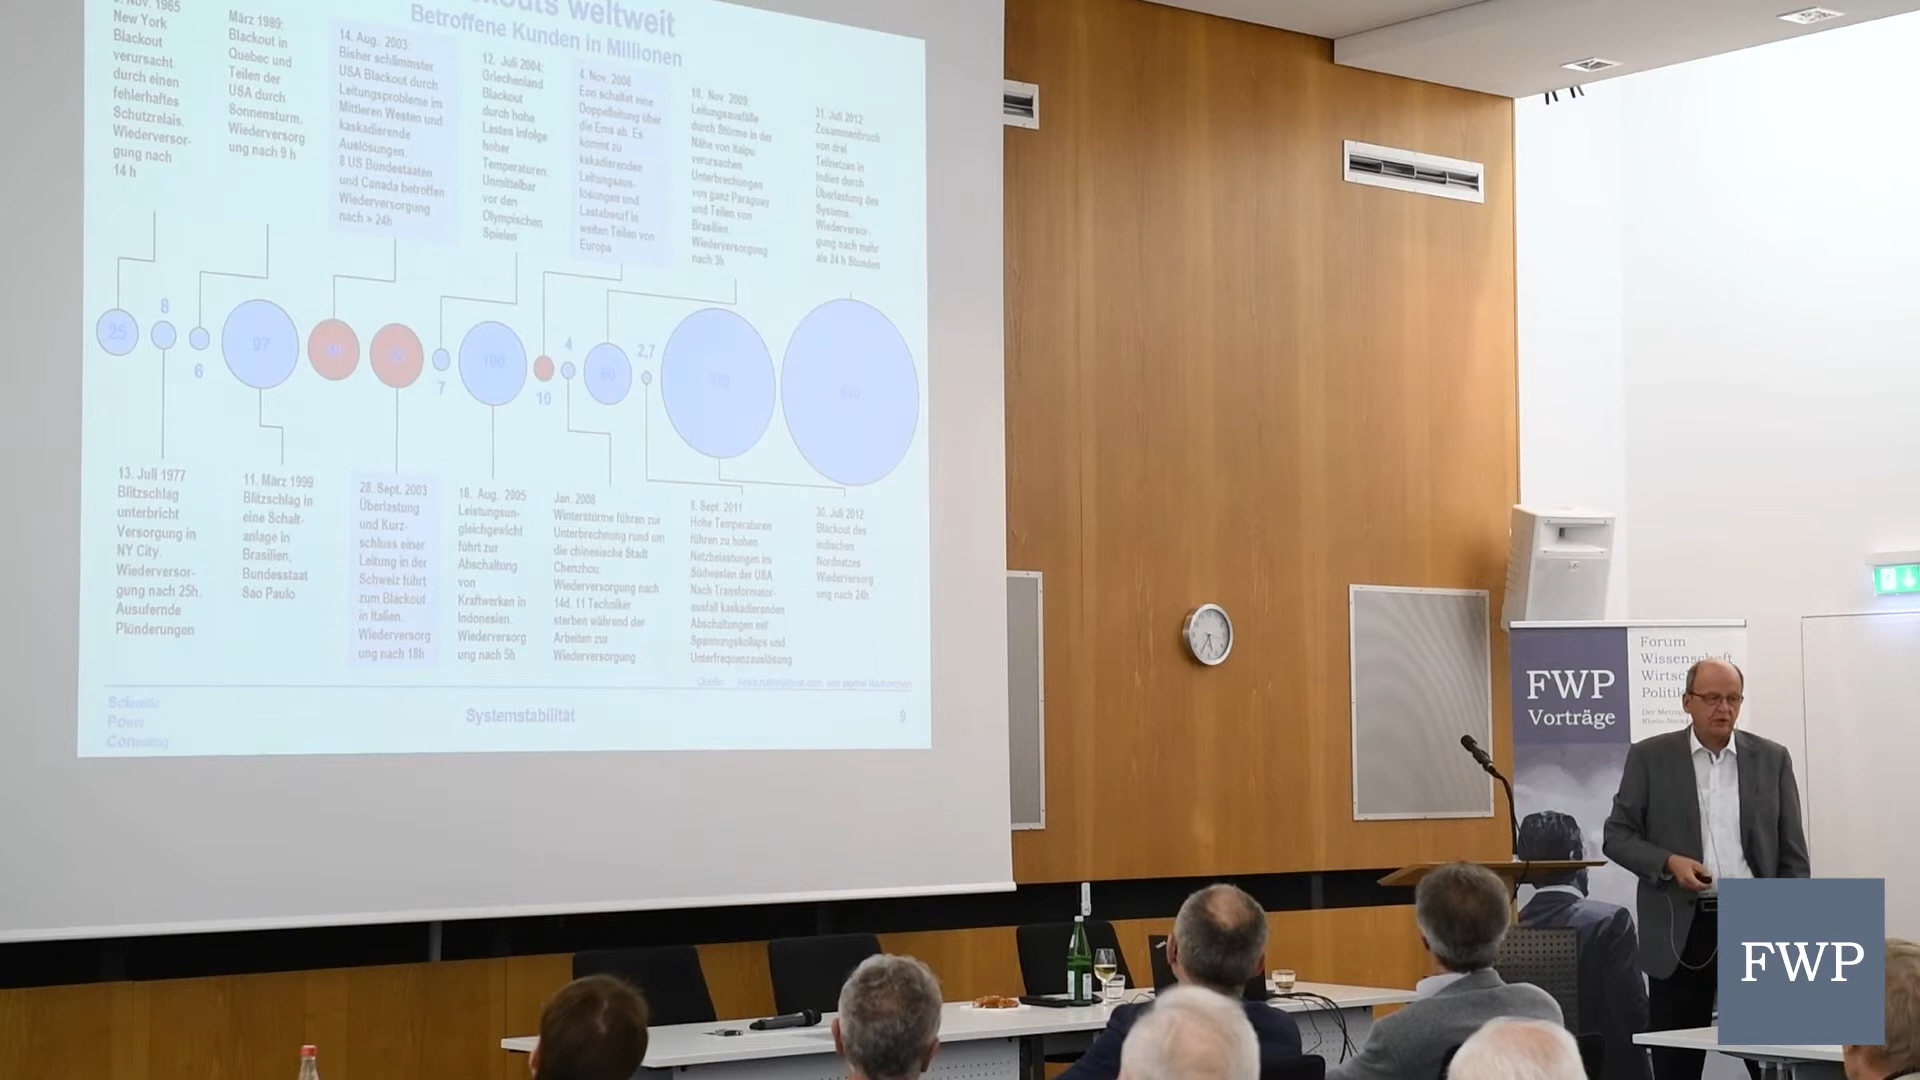 weltweit
Betroffene Kunden in Millionen
Nov. 1965
New York
Blackout
verursacht
durch einen
fehlerhaftes
Schutzrelais.
Wiederversor-
gung nach
14 h
März 1989:
Blackout in
Quebec und
Teilen der
USA durch
Sonnensturm.
Wiederversorg
ung nach 9 h
14. Aug. 2003:
Bisher schlimmster
USA Blackout durch
Leitungsprobleme im
Mittleren Westen und
kaskadierende
Auslösungen.
8 US Bundestaaten
und Canada betroffen
Wiederversorgung
nach > 24h
12. Juli 2004:
Griechenland
Blackout
durch hohe
Lasten infolge
hoher
Temperaturen.
Unmittelbar
vor den
Olympischen
Spielen
4. Nov. 2006
Eon schaltet eine
Doppelleitung über
die Ems ab. Es
kommt zu
kskadierenden
Leitungsaus-
lösungen und
Lastabwurf in
weiten Teilen von
Europa
10. Nov. 2009:
Leitungsausfälle
durch Stürme in der
Nähe von Itaipu
verursachen
Unterbrechungen
von ganz Paraguay
und Teilen von
Brasilien.
Wiederversorgung
nach 3h
31. Juli 2012
Zusammenbruch
von drei
Teilnetzen in
Indien durch
Überlastung des
Systems.
Wiederversor-
gung nach mehr
als 24 h Stunden
25
8
6
97
7
100
10
4
60
2,7
13. Juli 1977
Blitzschlag
unterbricht
Versorgung in
NY City.
Wiederversor-
gung nach 25h.
Ausufernde
Plünderungen
11. März 1999
Blitzschlag in
eine Schalt-
anlage in
Brasilien,
Bundesstaat
Sao Paulo
28. Sept. 2003
Überlastung
und Kurz-
schluss einer
Leitung in der
Schweiz führt
zum Blackout
in Italien.
Wiederversorg
ung nach 18h
18. Aug. 2005
Leistungsun-
gleichgewicht
führt zur
Abschaltung
von
Kraftwerken in
Indonesien.
Wiederversorg
ung nach 5h
Jan. 2008
Winterstürme führen zur
Unterbrechnung rund um
die chinesische Stadt
Chenzhou.
Wiederversorgung nach
14d. 11 Techniker
sterben während der
Arbeiten zur
Wiederversorgung
8. Sept. 2011
Hohe Temperaturen
führen zu hohen
Netzbelastungen im
Südwesten der USA.
Nach Transformator-
ausfall kaskadierenden
Abschaltungen mit
Spannungskollaps und
Unterfrequenzauslösung
30. Juli 2012
Blackout des
indischen
Nordnetzes
Wiederversorg
ung nach 24h.
Scientific
Power
Consulting
Systemstabilität
9
FWP
Vorträge
Forum
Wissenschaft
Politik
FWP